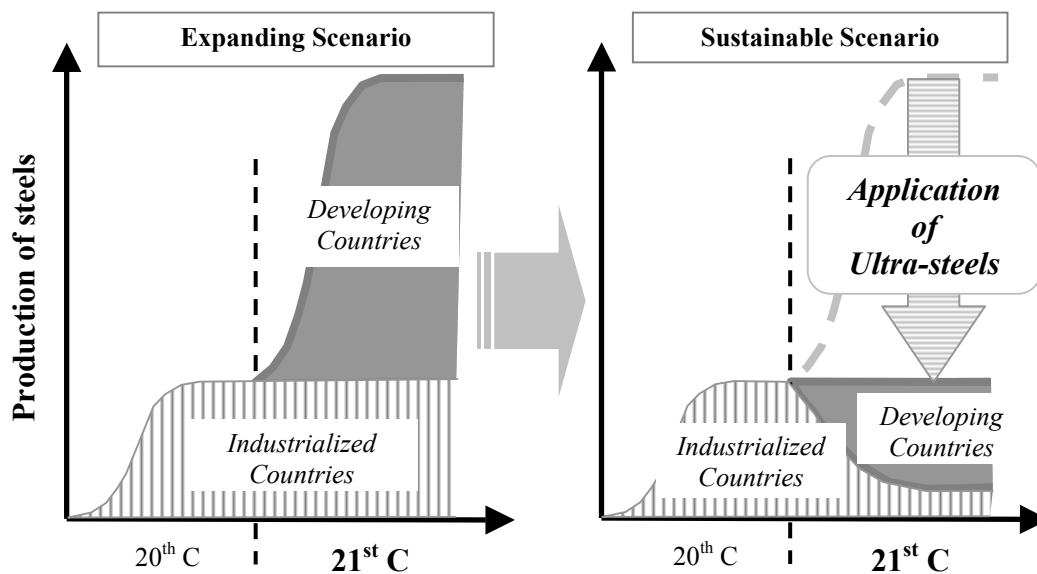 Expanding Scenario
Production of steels
Developing
Countries
Industrialized
Countries
20th C
21st C
Sustainable Scenario
Application
of
Ultra-steels
Industrialized
Countries
Developing
Countries
20th C
21st C